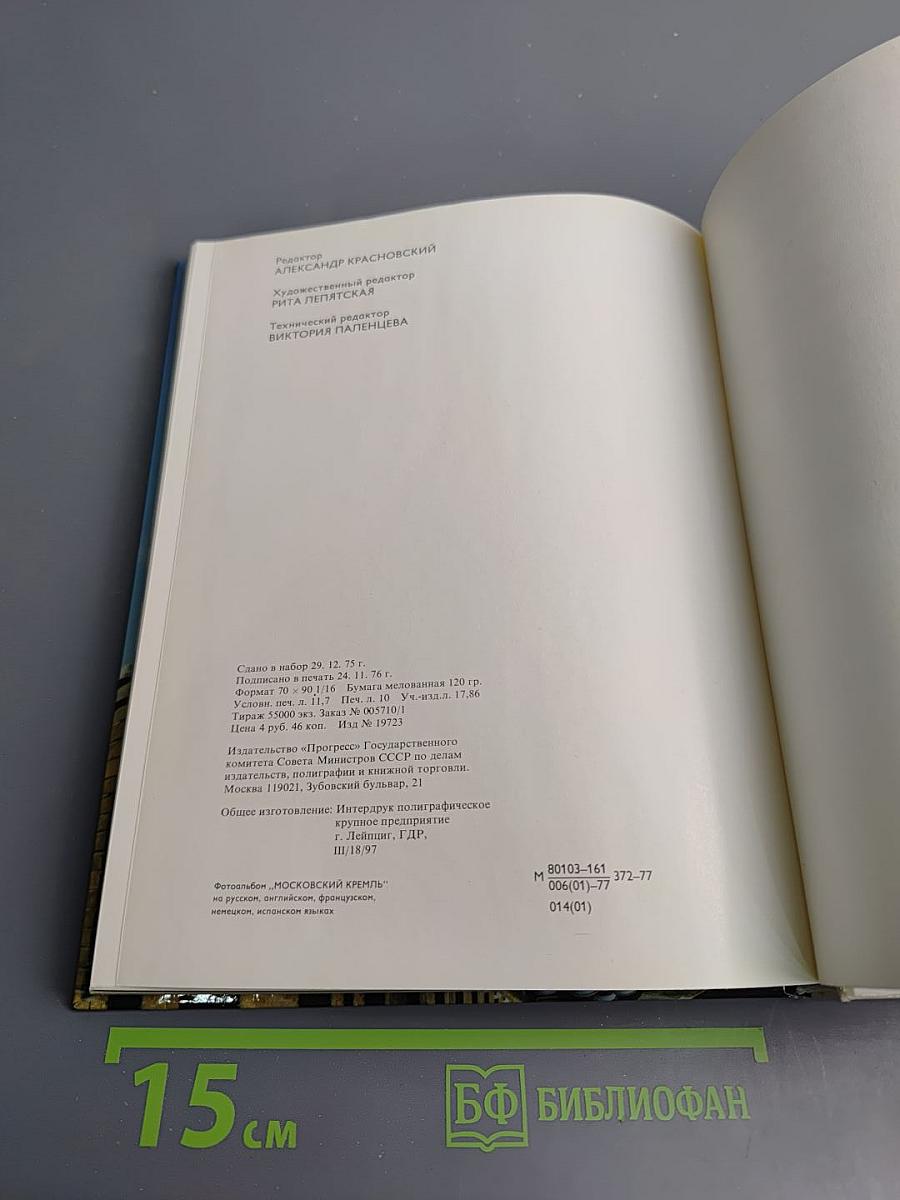 Редактор
АЛЕКСАНДР КРАСНОВСКИЙ
Художественный редактор
РИТА ЛЕПЯТСКАЯ
Технический редактор
ВИКТОРИЯ ПАЛЕНЦЕВА
Сдано в набор 29. 12. 75 г.
Подписано в печать 24. 11. 76 г.
Формат 70 × 90 1/16 Бумага мелованная 120 гр.
Условн. печ. л. 11,7 Печ. л. 10 Уч.-изд.л. 17,86
Тираж 55000 экз. Заказ № 005710/1
Цена 4 руб. 46 коп. Изд № 19723
Издательство «Прогресс» Государственного
комитета Совета Министров СССР по делам
издательств, полиграфии и книжной торговли.
Москва 119021, Зубовский бульвар, 21
Общее изготовление: Интердрук полиграфическое
крупное предприятие
г. Лейпциг, ГДР,
III/18/97
Фотоальбом „МОСКОВСКИЙ КРЕМЛЬ“
на русском, английском, французском,
немецком, испанском языках
М 80103–161 372–77
006(01)–77
014(01)
15 см
БФ БИБЛИОФАН